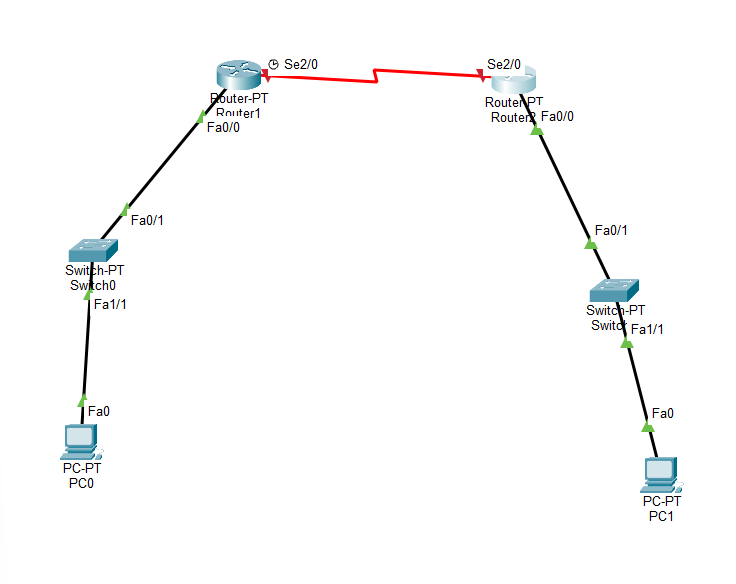 Se2/0
Se2/0
Router-PT
Router1
Fa0/0
Router-PT
Router2
Fa0/0
Fa0/1
Switch-PT
Switch0
Fa1/1
Fa0/1
Switch-PT
Fa1/1
Fa0
PC-PT
PC0
Fa0
PC-PT
PC1